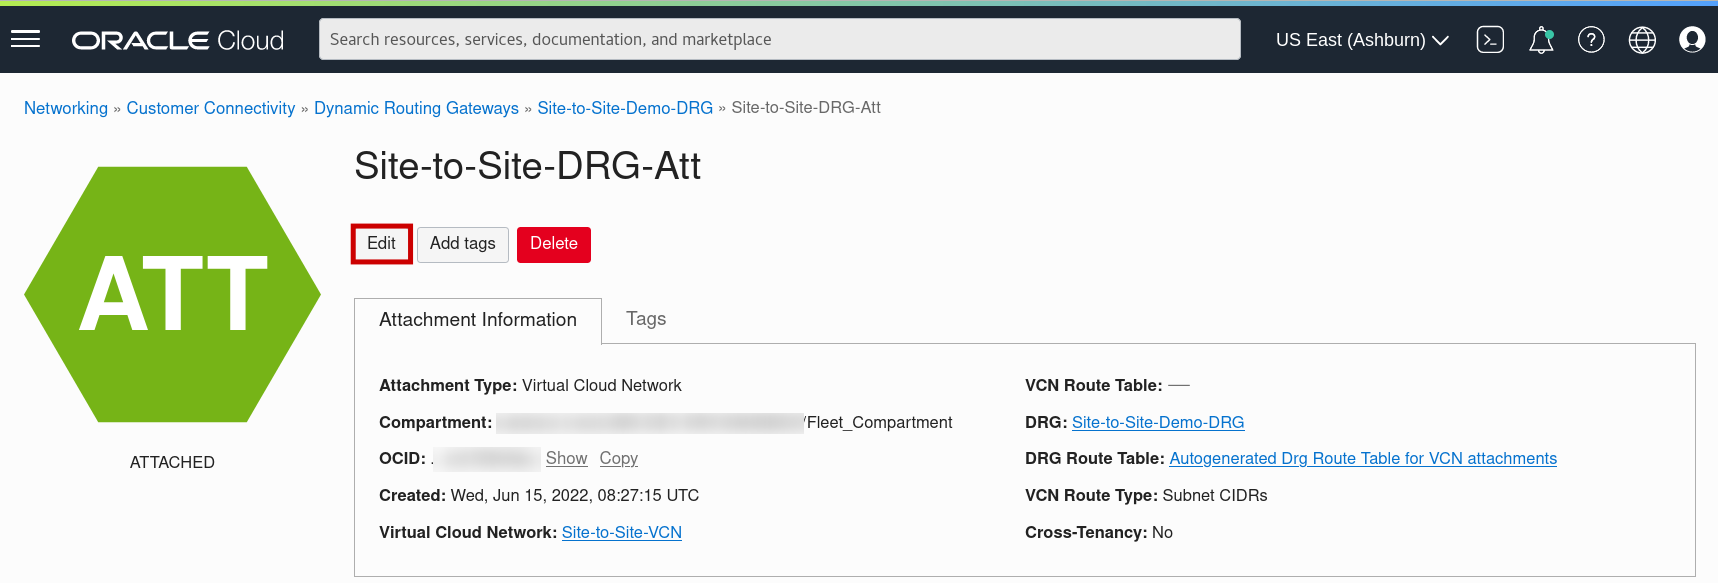 ORACLE Cloud
Search resources, services, documentation, and marketplace
US East (Ashburn)
Networking » Customer Connectivity » Dynamic Routing Gateways » Site-to-Site-Demo-DRG » Site-to-Site-DRG-Att
ATT
ATTACHED
Site-to-Site-DRG-Att
Edit Add tags Delete
Attachment Information Tags
Attachment Type: Virtual Cloud Network
Compartment: /Fleet_Compartment
OCID: . Show Copy
Created: Wed, Jun 15, 2022, 08:27:15 UTC
Virtual Cloud Network: Site-to-Site-VCN
VCN Route Table: —
DRG: Site-to-Site-Demo-DRG
DRG Route Table: Autogenerated Drg Route Table for VCN attachments
VCN Route Type: Subnet CIDRs
Cross-Tenancy: No